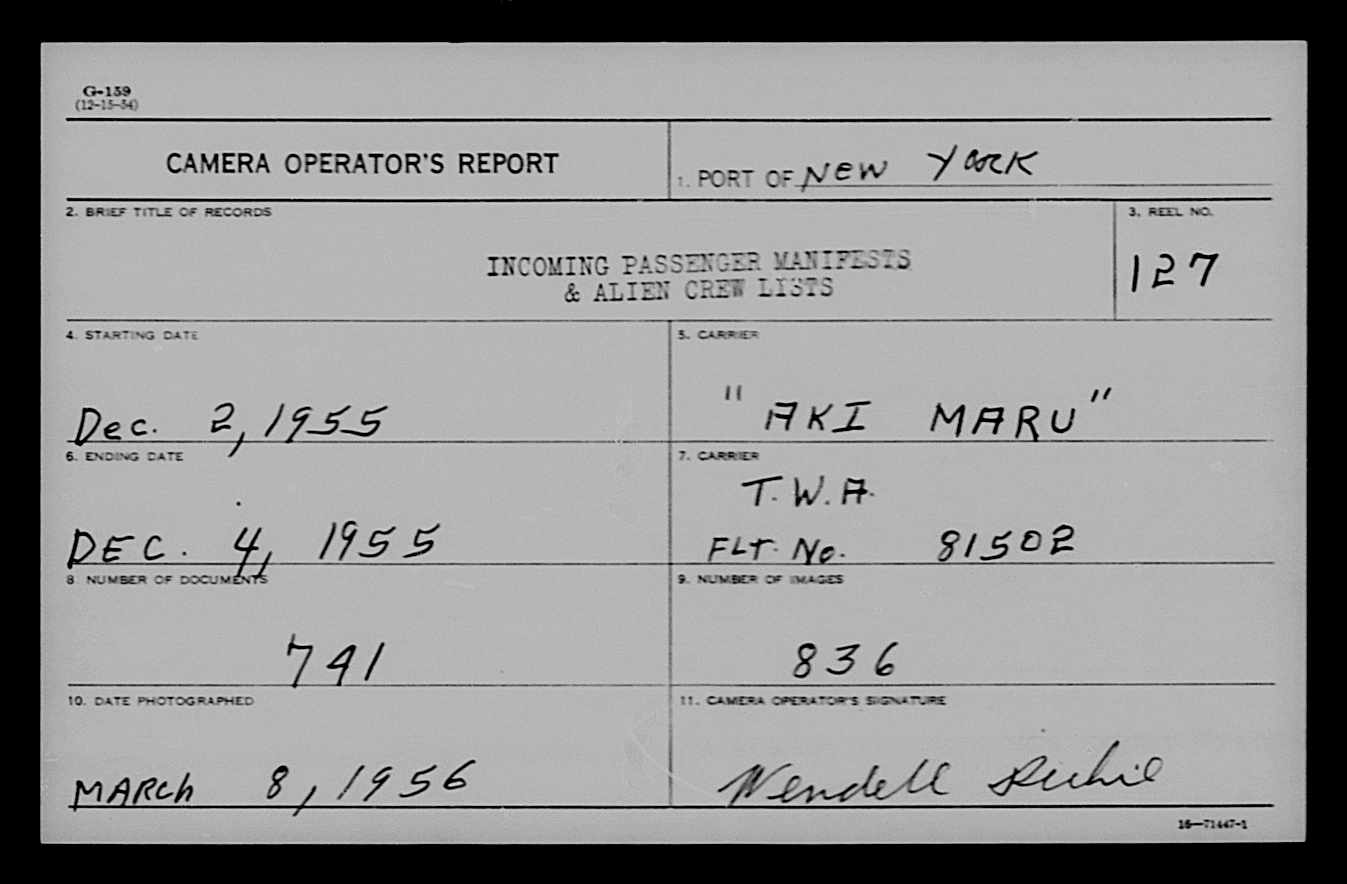 G-159
(12-15-54)
CAMERA OPERATOR'S REPORT
1. PORT OF New York
2. BRIEF TITLE OF RECORDS
INCOMING PASSENGER MANIFESTS
& ALIEN CREW LISTS
3. REEL NO.
127
4. STARTING DATE
Dec. 2, 1955
5. CARRIER
"AKI MARU"
6. ENDING DATE
DEC. 4, 1955
7. CARRIER
T.W.A.
FLT. No. 81502
8 NUMBER OF DOCUMENTS
791
9. NUMBER OF IMAGES
836
10. DATE PHOTOGRAPHED
MARCh 8, 1956
11. CAMERA OPERATOR'S SIGNATURE
Wendell
16—71447-1